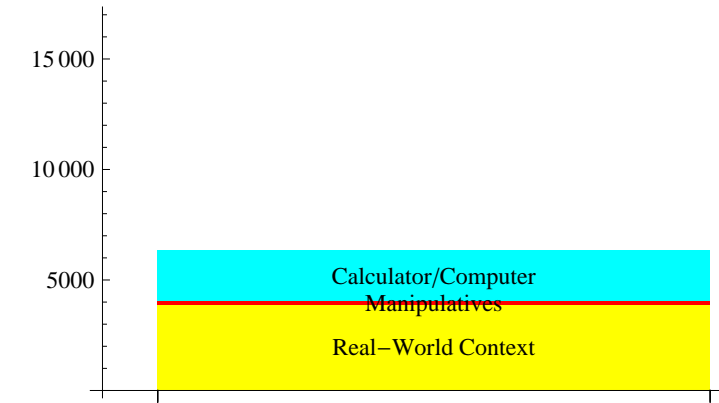 15 000
10 000
5000
Calculator/Computer
Manipulatives
Real−World Context